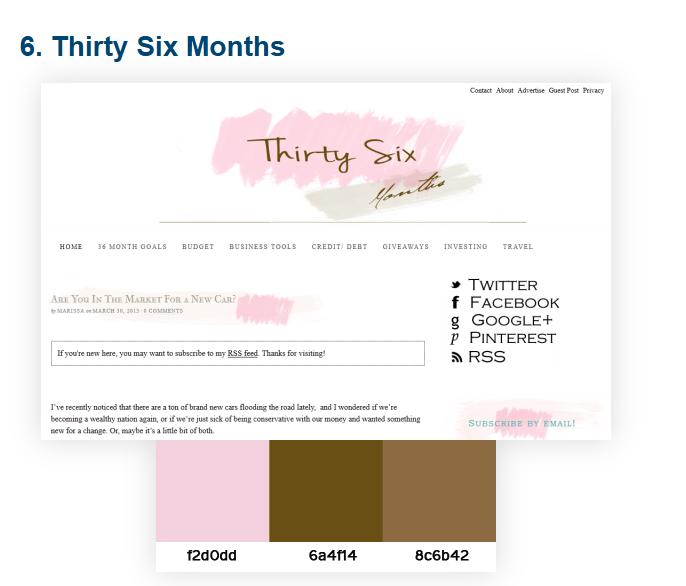 6. Thirty Six Months
Contact About Advertise Guest Post Privacy
Thirty Six
Months
HOME 36 MONTH GOALS BUDGET BUSINESS TOOLS CREDIT/ DEBT GIVEAWAYS INVESTING TRAVEL
Are You In The Market For a New Car?
by MARISSA on MARCH 30, 2013 · 0 COMMENTS
If you're new here, you may want to subscribe to my RSS feed. Thanks for visiting!
I've recently noticed that there are a ton of brand new cars flooding the road lately, and I wondered if we're
becoming a wealthy nation again, or if we're just sick of being conservative with our money and wanted something
new for a change. Or, maybe it's a little bit of both.
Twitter
Facebook
Google+
Pinterest
RSS
Subscribe by email!
f2d0dd 6a4f14 8c6b42